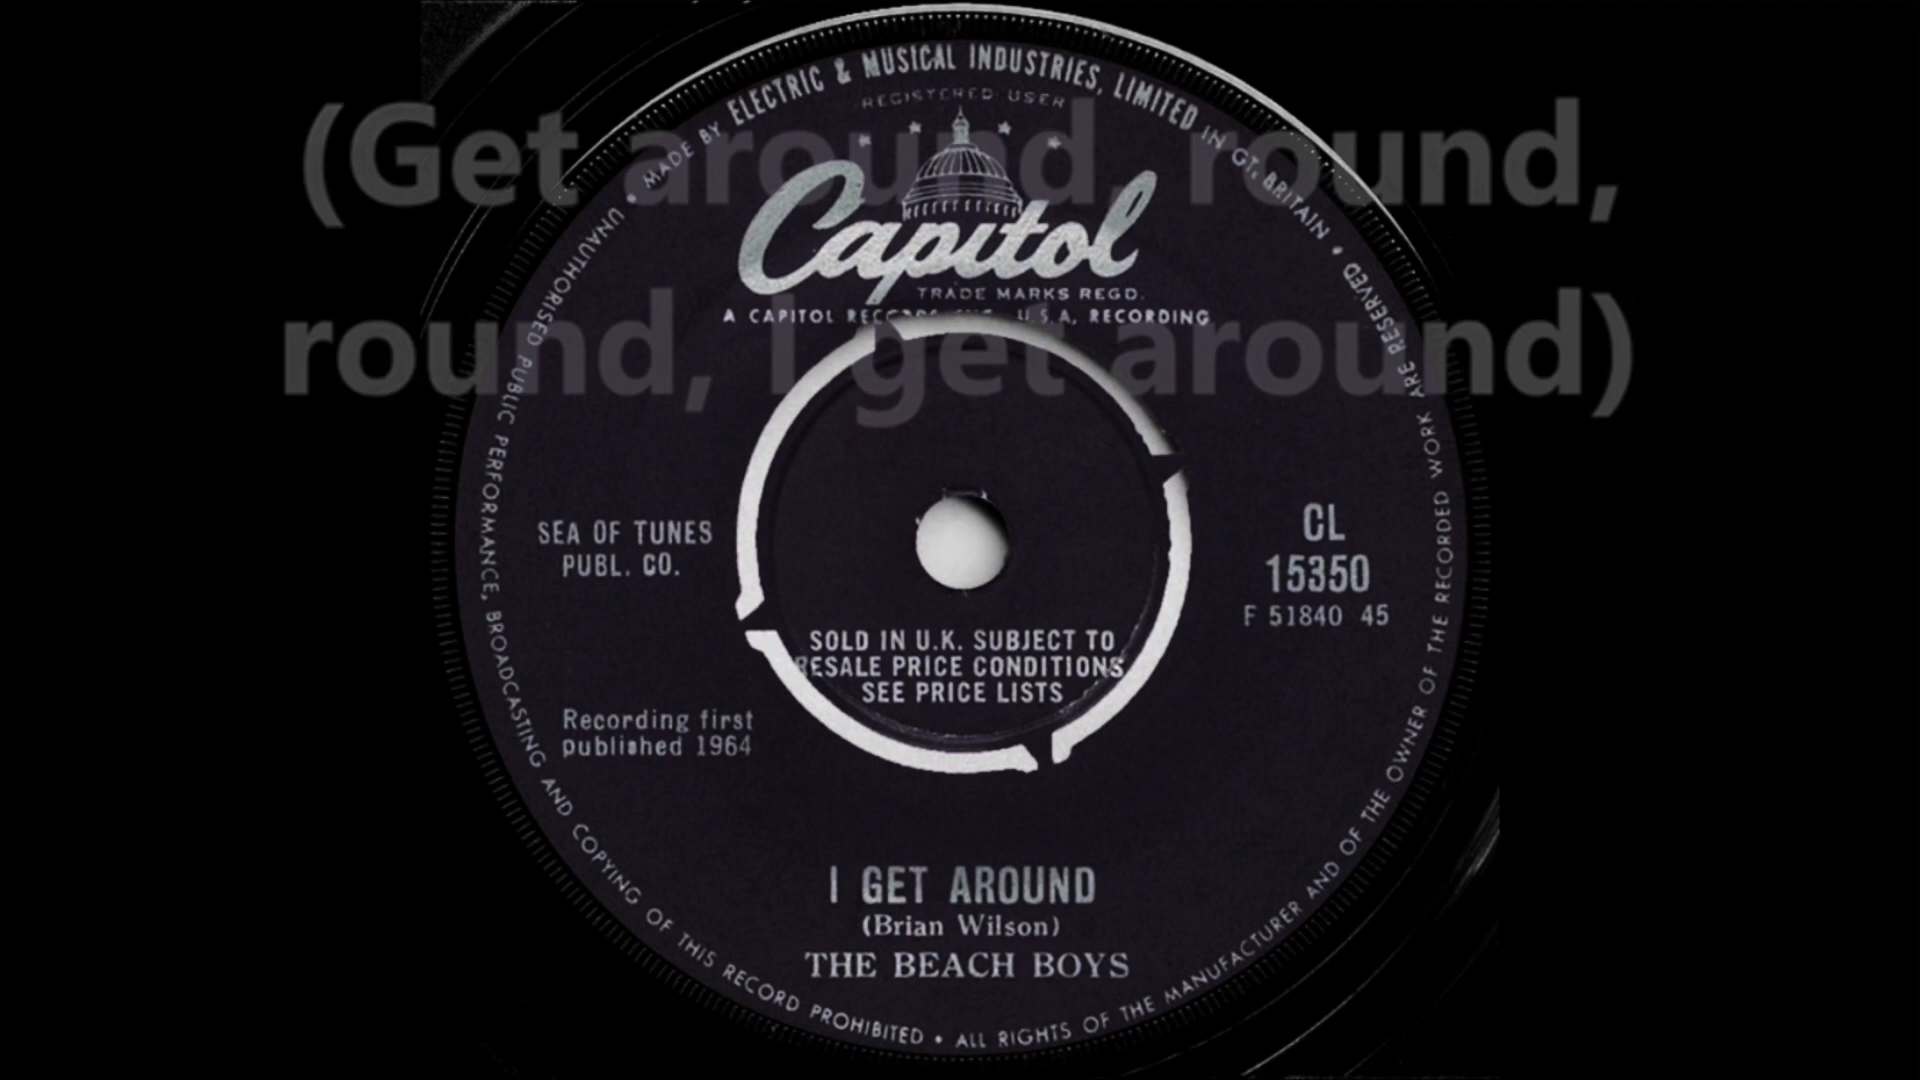 (Get around, round,
round, I get around)
MADE BY ELECTRIC & MUSICAL INDUSTRIES, LIMITED IN GT. BRITAIN • ALL RIGHTS OF THE MANUFACTURER AND OF THE OWNER OF THE RECORDED WORK ARE RESERVED • UNAUTHORISED PUBLIC PERFORMANCE, BROADCASTING AND COPYING OF THIS RECORD PROHIBITED •
REGISTERED USER
Capitol
TRADE MARKS REGD.
A CAPITOL RECORDS, INC. U.S.A. RECORDING
SEA OF TUNES
PUBL. CO.
CL
15350
F 51840 45
SOLD IN U.K. SUBJECT TO
RESALE PRICE CONDITIONS
SEE PRICE LISTS
Recording first
published 1964
I GET AROUND
(Brian Wilson)
THE BEACH BOYS